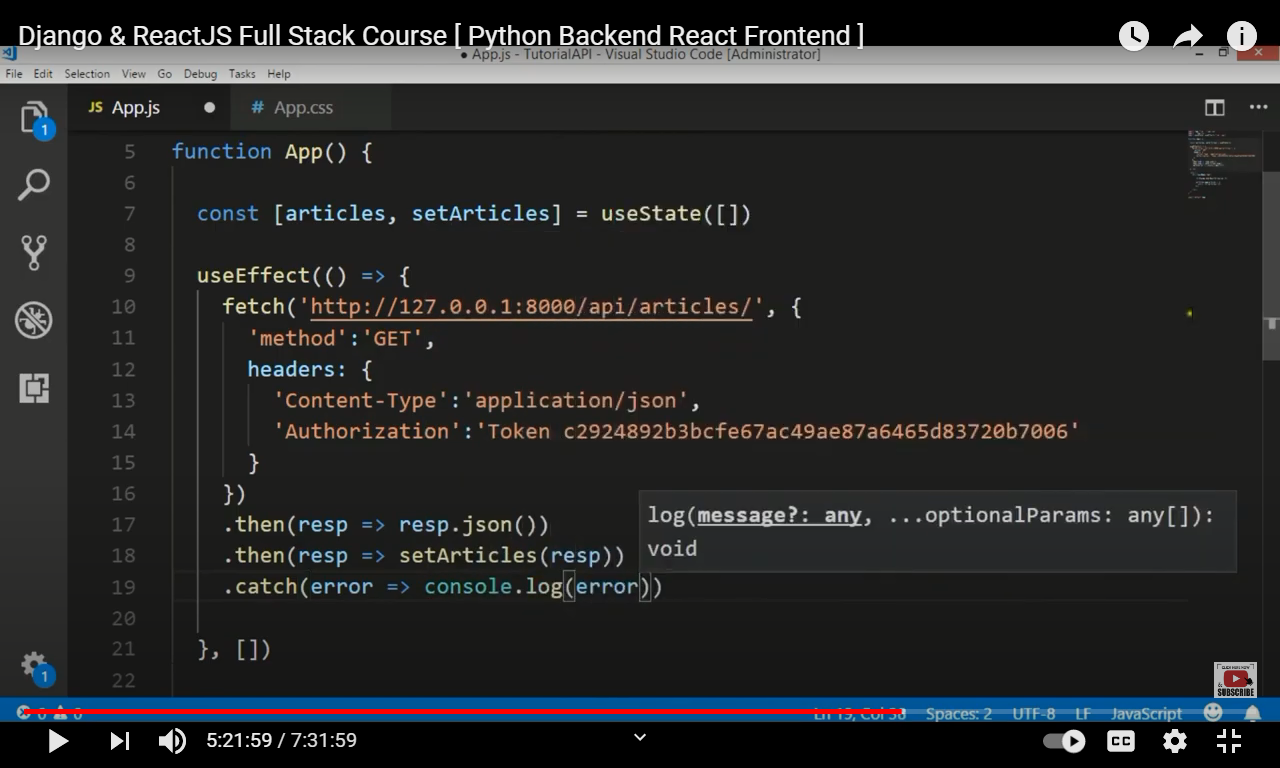 Django & ReactJS Full Stack Course [ Python Backend React Frontend ]
● App.js - TutorialAPI - Visual Studio Code [Administrator]
File Edit Selection View Go Debug Tasks Help
JS App.js # App.css
5 function App() {
6
7 const [articles, setArticles] = useState([])
8
9 useEffect(() => {
10 fetch('http://127.0.0.1:8000/api/articles/', {
11 'method':'GET',
12 headers: {
13 'Content-Type':'application/json',
14 'Authorization':'Token c2924892b3bcfe67ac49ae87a6465d83720b7006'
15 }
16 })
17 .then(resp => resp.json())
18 .then(resp => setArticles(resp))
19 .catch(error => console.log(error))
20
21 }, [])
22
log(message?: any, ...optionalParams: any[]):
void
1
1
SUBSCRIBE
0 0 Ln 19, Col 38 Spaces: 2 UTF-8 LF JavaScript
5:21:59 / 7:31:59
CC